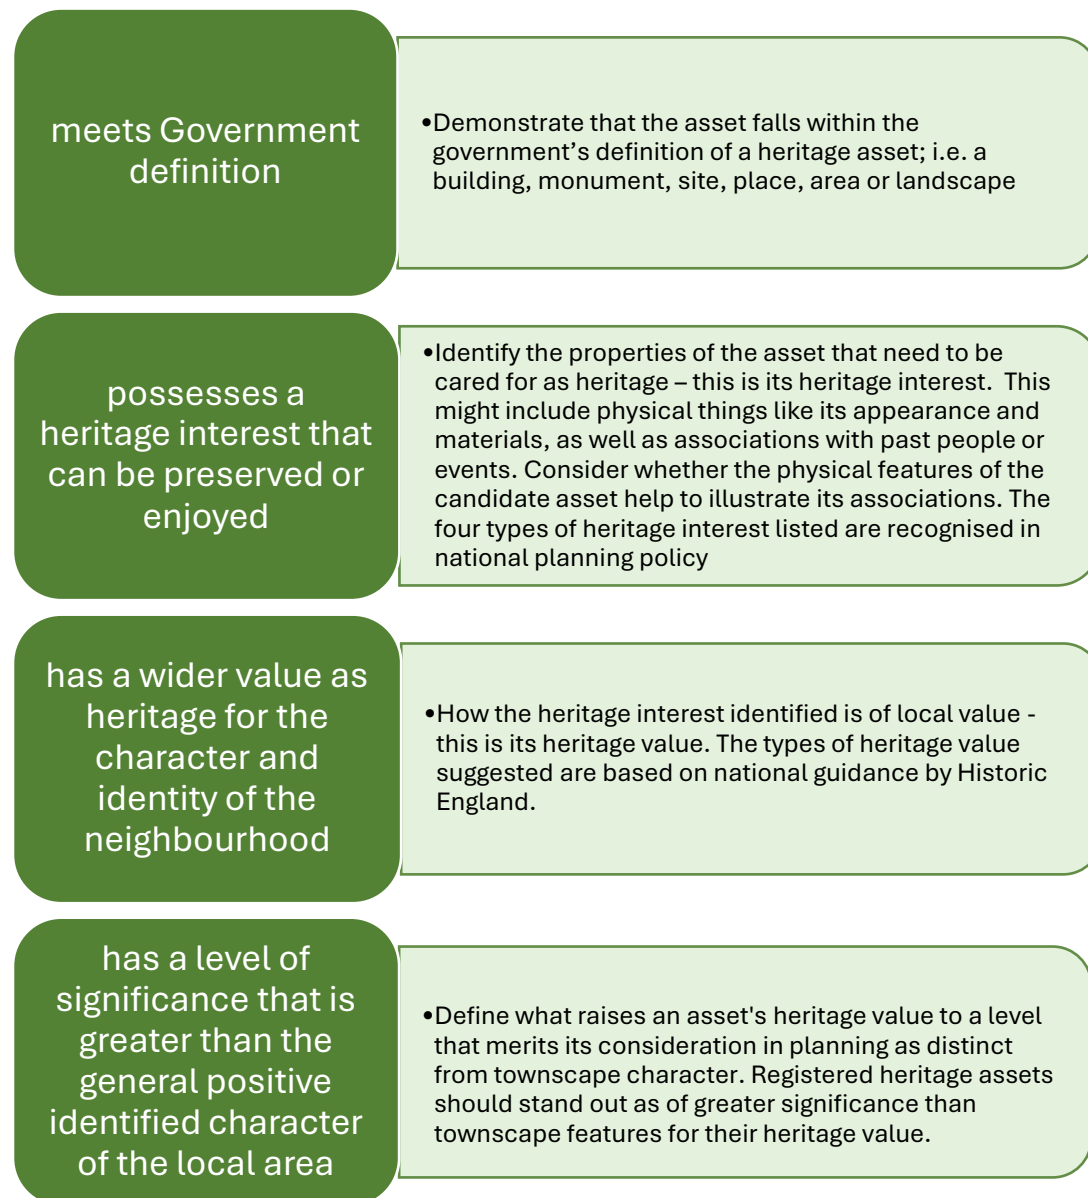 meets Government
definition
•Demonstrate that the asset falls within the
government’s definition of a heritage asset; i.e. a
building, monument, site, place, area or landscape
possesses a
heritage interest that
can be preserved or
enjoyed
•Identify the properties of the asset that need to be
cared for as heritage – this is its heritage interest.  This
might include physical things like its appearance and
materials, as well as associations with past people or
events. Consider whether the physical features of the
candidate asset help to illustrate its associations. The
four types of heritage interest listed are recognised in
national planning policy
has a wider value as
heritage for the
character and
identity of the
neighbourhood
•How the heritage interest identified is of local value -
this is its heritage value. The types of heritage value
suggested are based on national guidance by Historic
England.
has a level of
significance that is
greater than the
general positive
identified character
of the local area
•Define what raises an asset's heritage value to a level
that merits its consideration in planning as distinct
from townscape character. Registered heritage assets
should stand out as of greater significance than
townscape features for their heritage value.